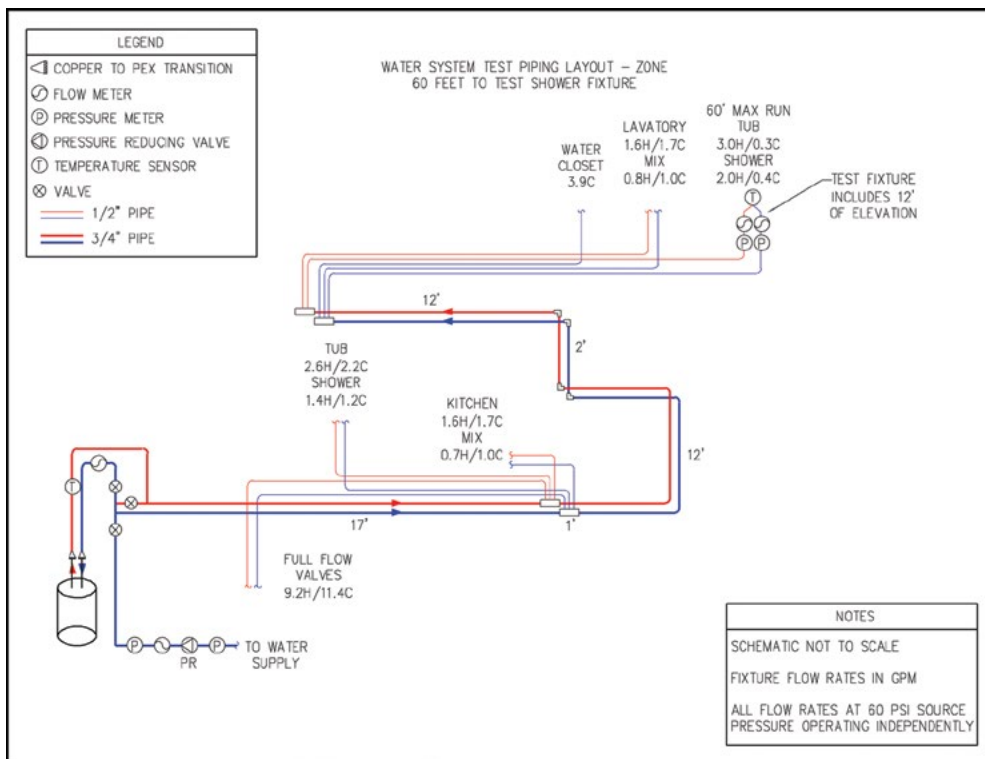 LEGEND
COPPER TO PEX TRANSITION
FLOW METER
P PRESSURE METER
PRESSURE REDUCING VALVE
T TEMPERATURE SENSOR
VALVE
1/2" PIPE
3/4" PIPE
WATER SYSTEM TEST PIPING LAYOUT - ZONE
60 FEET TO TEST SHOWER FIXTURE
WATER
CLOSET
3.9C
LAVATORY
1.6H/1.7C
MIX
0.8H/1.0C
60' MAX RUN
TUB
3.0H/0.3C
SHOWER
2.0H/0.4C
T
P P
TEST FIXTURE
INCLUDES 12'
OF ELEVATION
12'
2'
TUB
2.6H/2.2C
SHOWER
1.4H/1.2C
KITCHEN
1.6H/1.7C
MIX
0.7H/1.0C
12'
T
17'
1'
FULL FLOW
VALVES
9.2H/11.4C
P
P
PR
TO WATER
SUPPLY
NOTES
SCHEMATIC NOT TO SCALE
FIXTURE FLOW RATES IN GPM
ALL FLOW RATES AT 60 PSI SOURCE
PRESSURE OPERATING INDEPENDENTLY